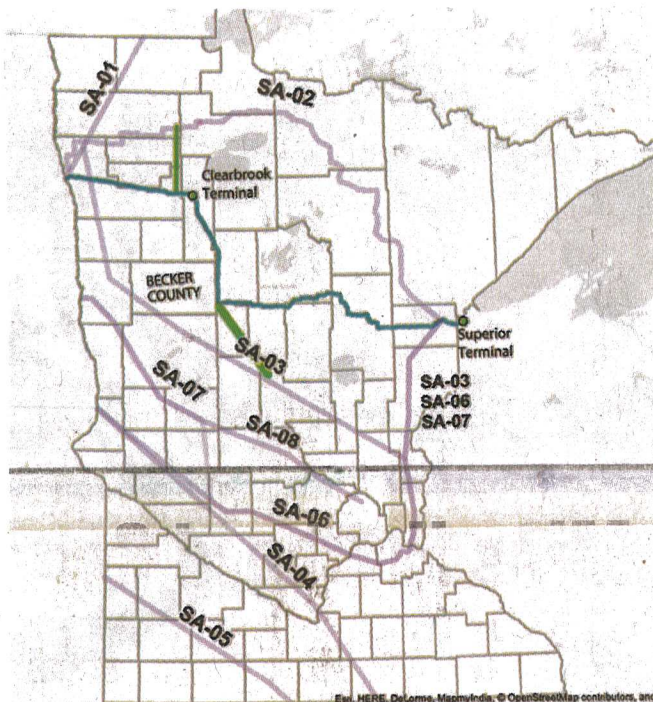 SA-01
SA-02
Clearbrook
Terminal
BECKER
COUNTY
SA-03
Superior
Terminal
SA-03
SA-06
SA-07
SA-07
SA-08
SA-06
SA-04
SA-05
Esri, HERE, DeLorme, MapmyIndia, © OpenStreetMap contributors, and